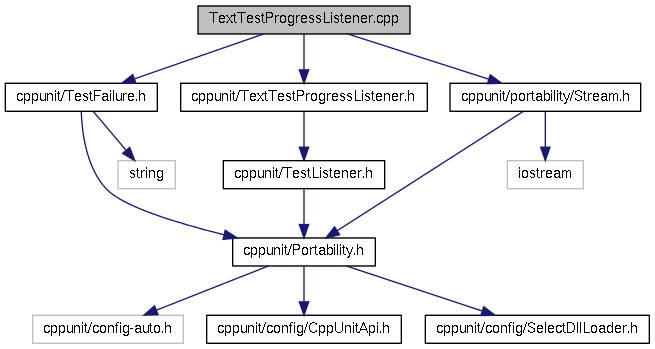 TextTestProgressListener.cpp
cppunit/TestFailure.h
cppunit/TextTestProgressListener.h
cppunit/portability/Stream.h
string
cppunit/TestListener.h
iostream
cppunit/Portability.h
cppunit/config-auto.h
cppunit/config/CppUnitApi.h
cppunit/config/SelectDllLoader.h